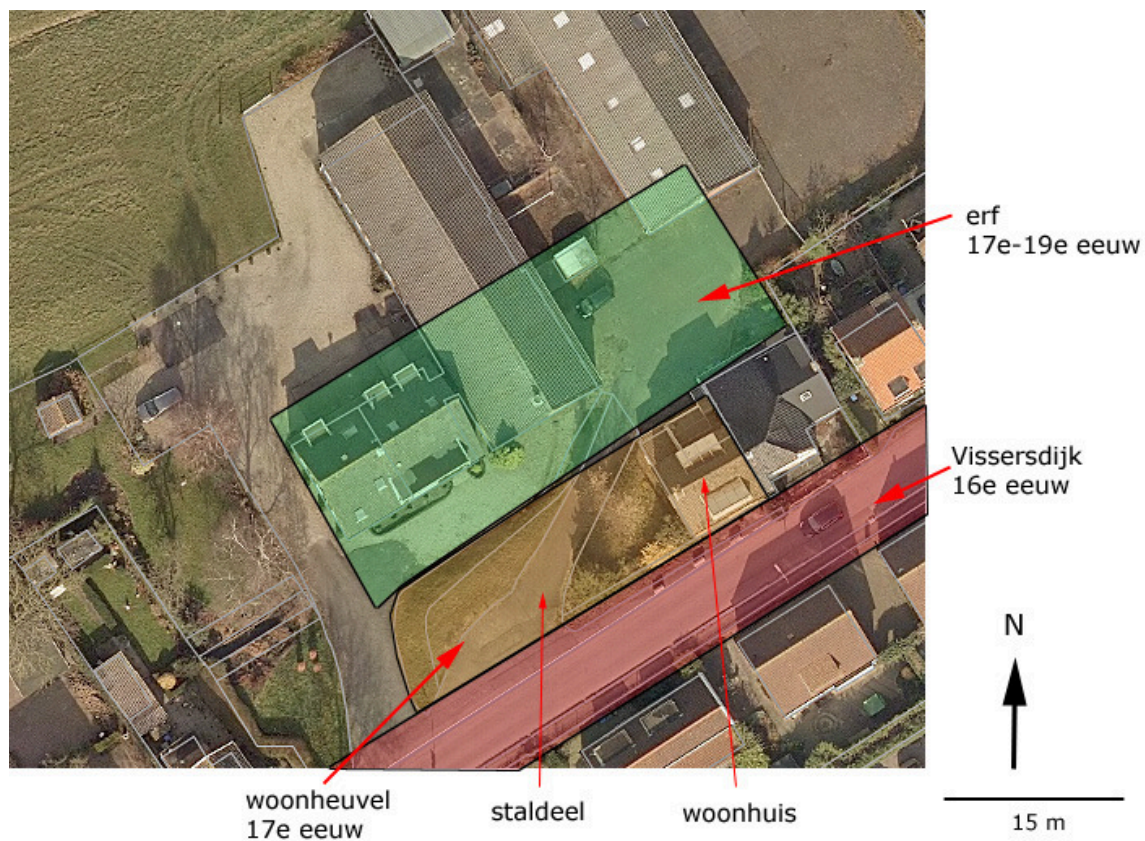 erf
17e-19e eeuw
Vissersdijk
16e eeuw
N
woonheuvel
17e eeuw
staldeel
woonhuis
15 m